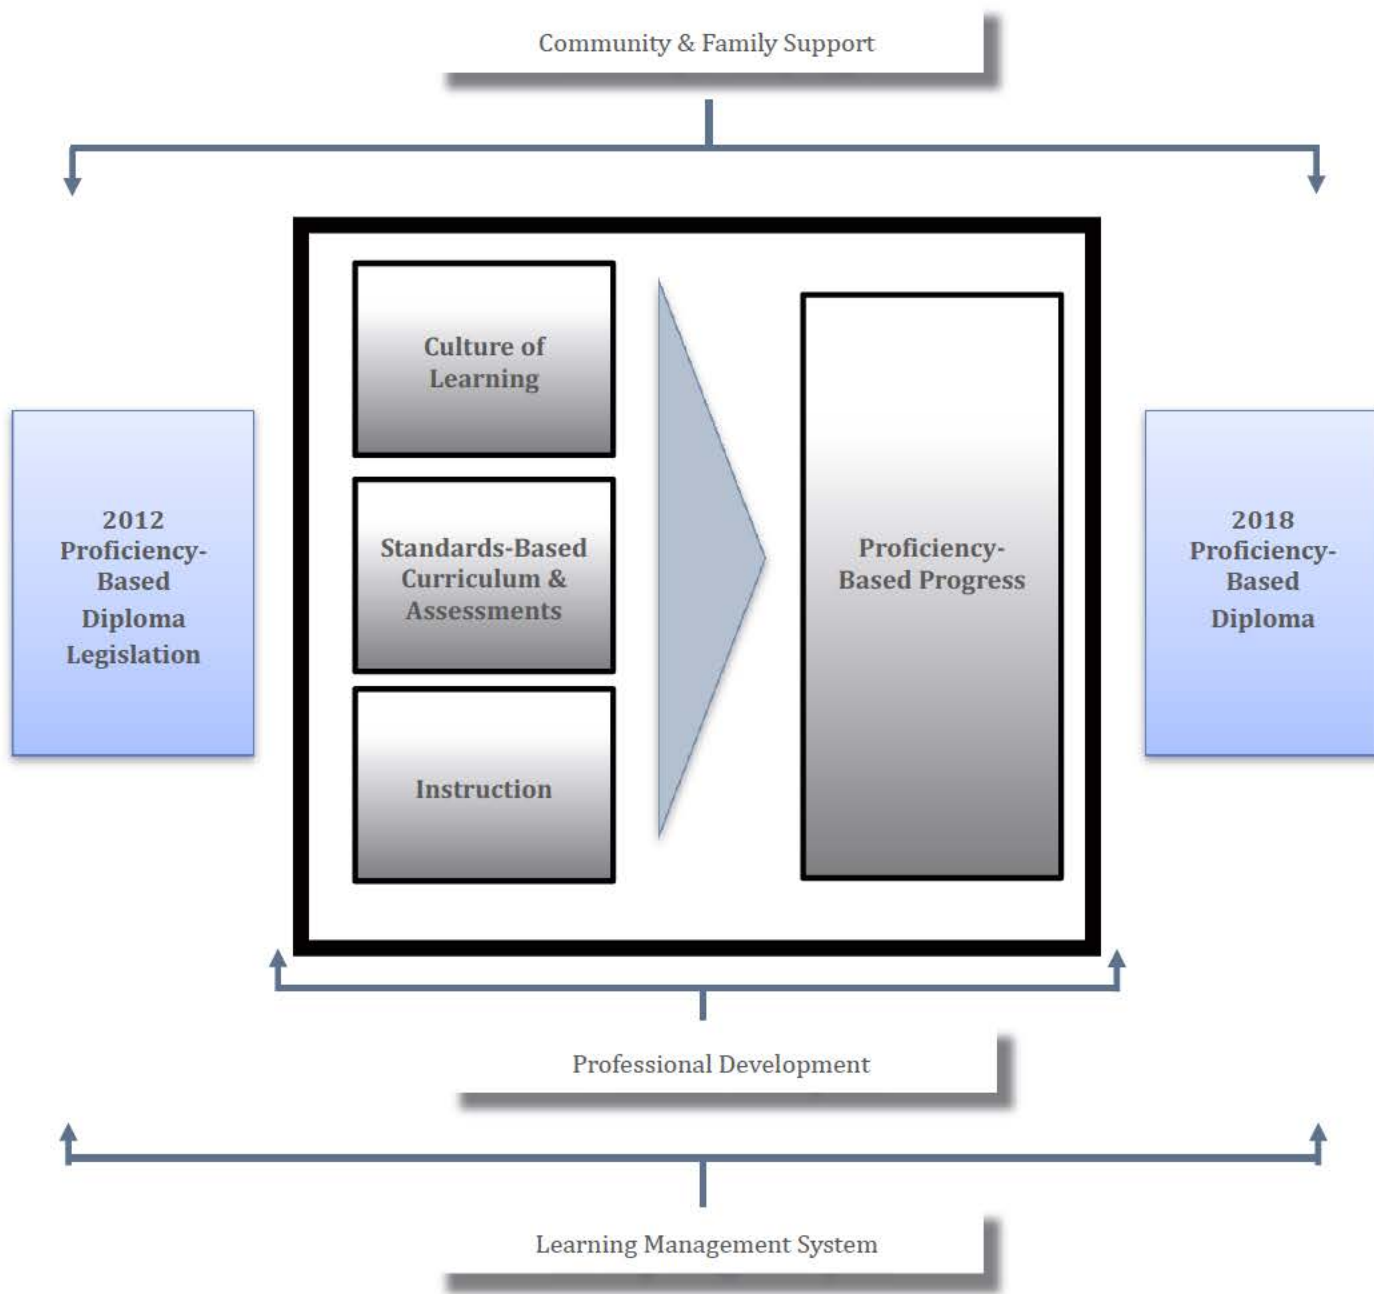 Community & Family Support
2012
Proficiency-
Based
Diploma
Legislation
Culture of
Learning
Standards-Based
Curriculum &
Assessments
Instruction
Proficiency-
Based Progress
2018
Proficiency-
Based
Diploma
Professional Development
Learning Management System